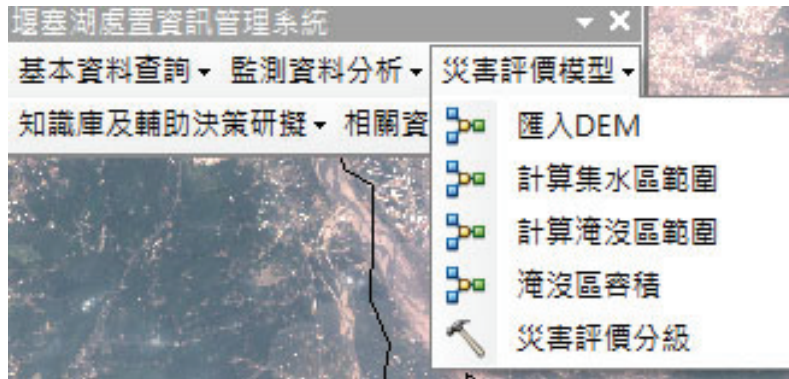 堰塞湖處置資訊管理系統
基本資料查詢 監測資料分析 災害評價模型
知識庫及輔助決策研擬 相關資
匯入DEM
計算集水區範圍
計算淹沒區範圍
淹沒區容積
災害評價分級